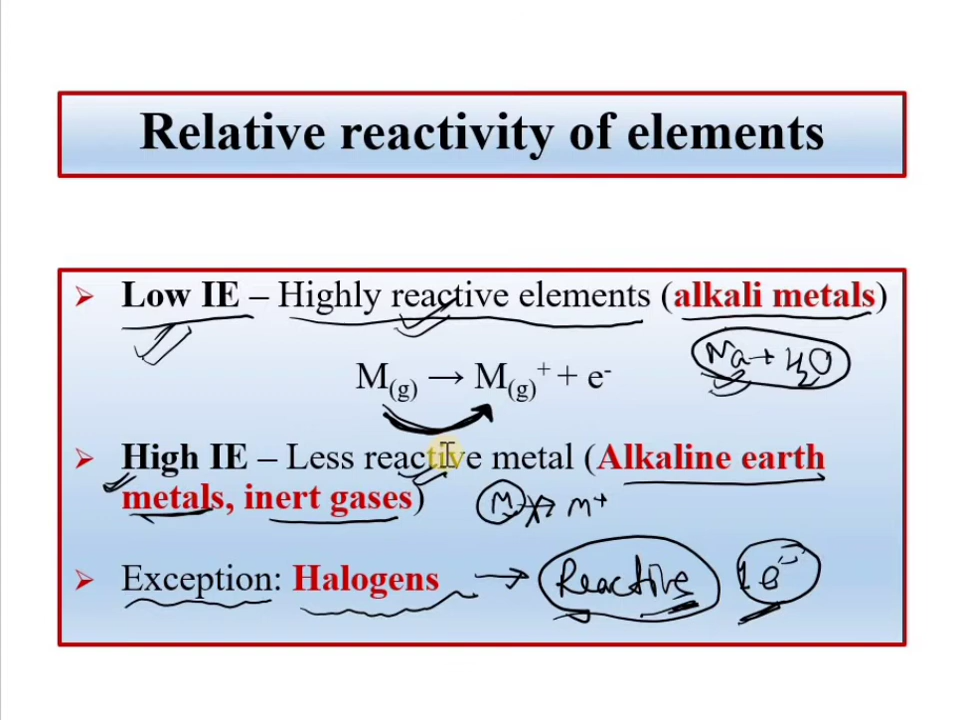 Relative reactivity of elements
➢ Low IE – Highly reactive elements (alkali metals)
Na + H₂O
M(g) → M(g)⁺ + e⁻
➢ High IE – Less reactive metal (Alkaline earth
metals, inert gases)
M ↛ M⁺
➢ Exception: Halogens → Reactive 1e⁻